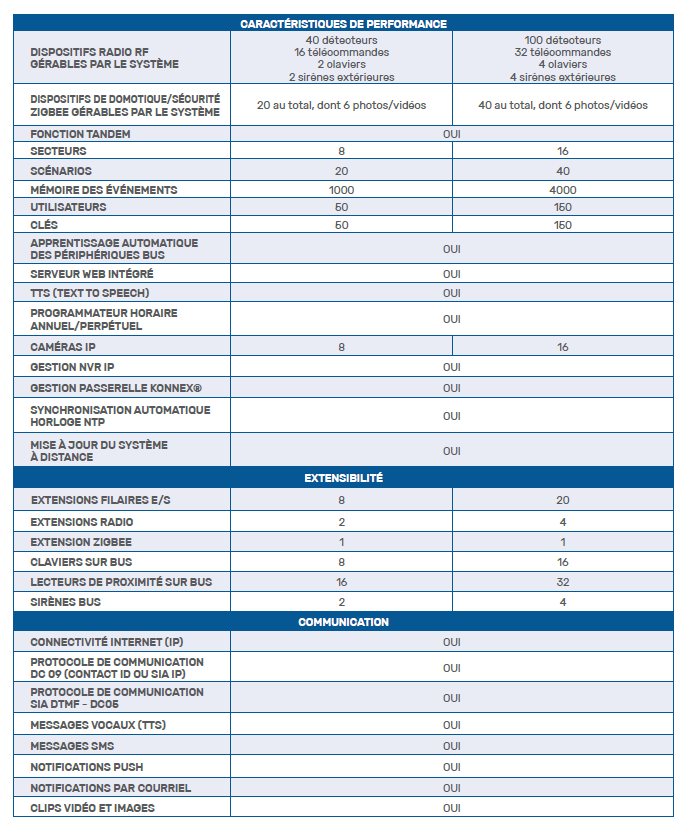 CARACTÉRISTIQUES DE PERFORMANCE
DISPOSITIFS RADIO RF
GÉRABLES PAR LE SYSTÈME
40 détecteurs
16 télécommandes
2 claviers
2 sirènes extérieures
100 détecteurs
32 télécommandes
4 claviers
4 sirènes extérieures
DISPOSITIFS DE DOMOTIQUE/SÉCURITÉ
ZIGBEE GÉRABLES PAR LE SYSTÈME
20 au total, dont 6 photos/vidéos
40 au total, dont 6 photos/vidéos
FONCTION TANDEM
OUI
SECTEURS
8
16
SCÉNARIOS
20
40
MÉMOIRE DES ÉVÉNEMENTS
1000
4000
UTILISATEURS
50
150
CLÉS
50
150
APPRENTISSAGE AUTOMATIQUE
DES PÉRIPHÉRIQUES BUS
OUI
SERVEUR WEB INTÉGRÉ
OUI
TTS (TEXT TO SPEECH)
OUI
PROGRAMMATEUR HORAIRE
ANNUEL/PERPÉTUEL
OUI
CAMÉRAS IP
8
16
GESTION NVR IP
OUI
GESTION PASSERELLE KONNEX®
OUI
SYNCHRONISATION AUTOMATIQUE
HORLOGE NTP
OUI
MISE À JOUR DU SYSTÈME
À DISTANCE
OUI
EXTENSIBILITÉ
EXTENSIONS FILAIRES E/S
8
20
EXTENSIONS RADIO
2
4
EXTENSION ZIGBEE
1
1
CLAVIERS SUR BUS
8
16
LECTEURS DE PROXIMITÉ SUR BUS
16
32
SIRÈNES BUS
2
4
COMMUNICATION
CONNECTIVITÉ INTERNET (IP)
OUI
PROTOCOLE DE COMMUNICATION
DC 09 (CONTACT ID OU SIA IP)
OUI
PROTOCOLE DE COMMUNICATION
SIA DTMF - DC05
OUI
MESSAGES VOCAUX (TTS)
OUI
MESSAGES SMS
OUI
NOTIFICATIONS PUSH
OUI
NOTIFICATIONS PAR COURRIEL
OUI
CLIPS VIDÉO ET IMAGES
OUI